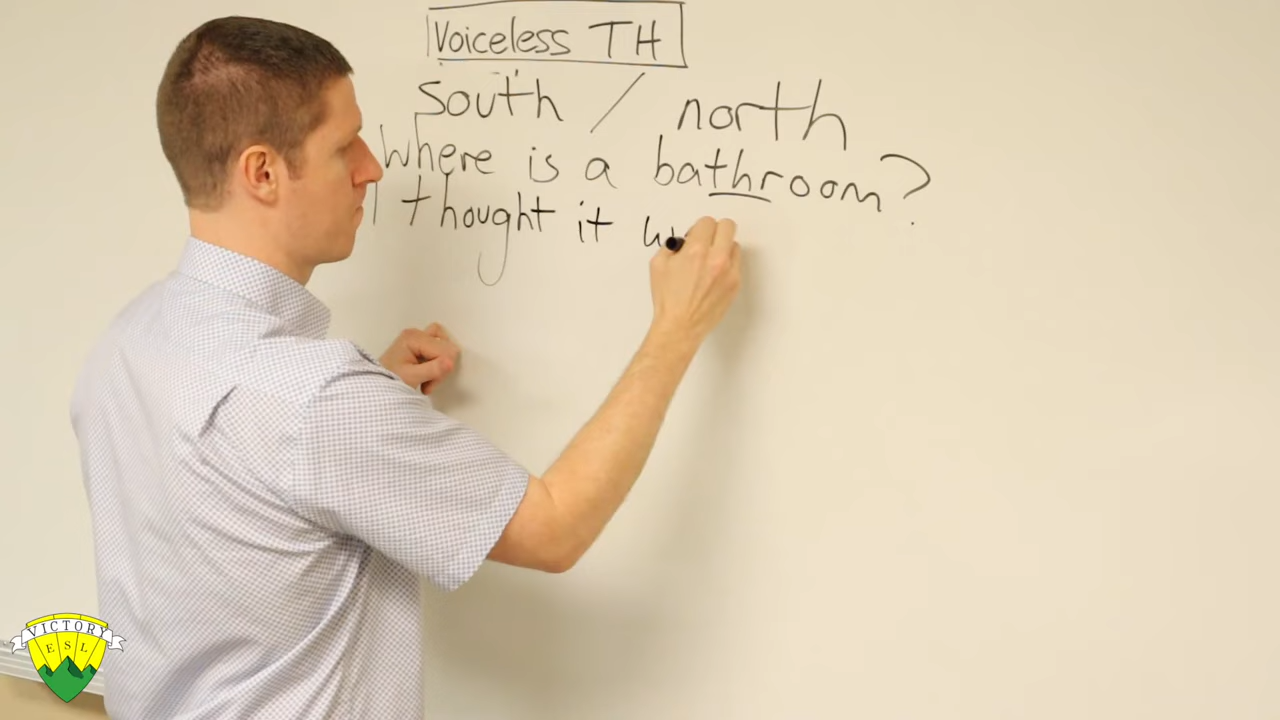 Voiceless TH
south / north
Where is a bathroom?
I thought it
VICTORY
ESL